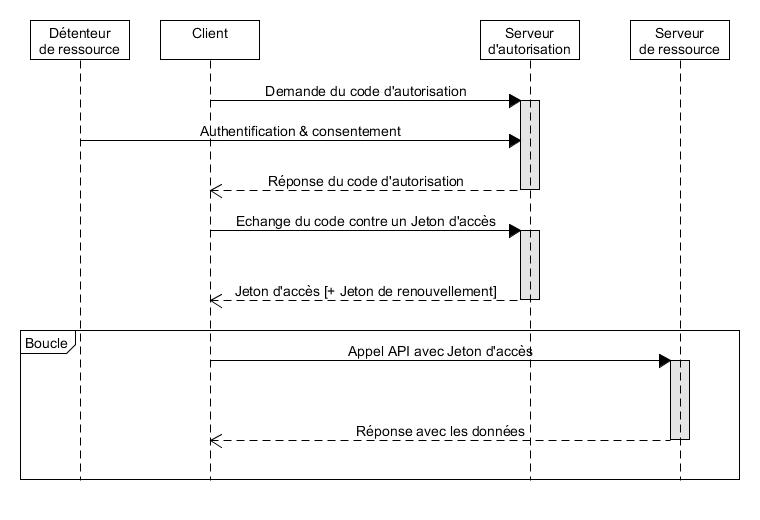 Détenteur
de ressource
Client
Serveur
d'autorisation
Serveur
de ressource
Demande du code d'autorisation
Authentification & consentement
Réponse du code d'autorisation
Echange du code contre un Jeton d'accès
Jeton d'accès [+ Jeton de renouvellement]
Boucle
Appel API avec Jeton d'accès
Réponse avec les données